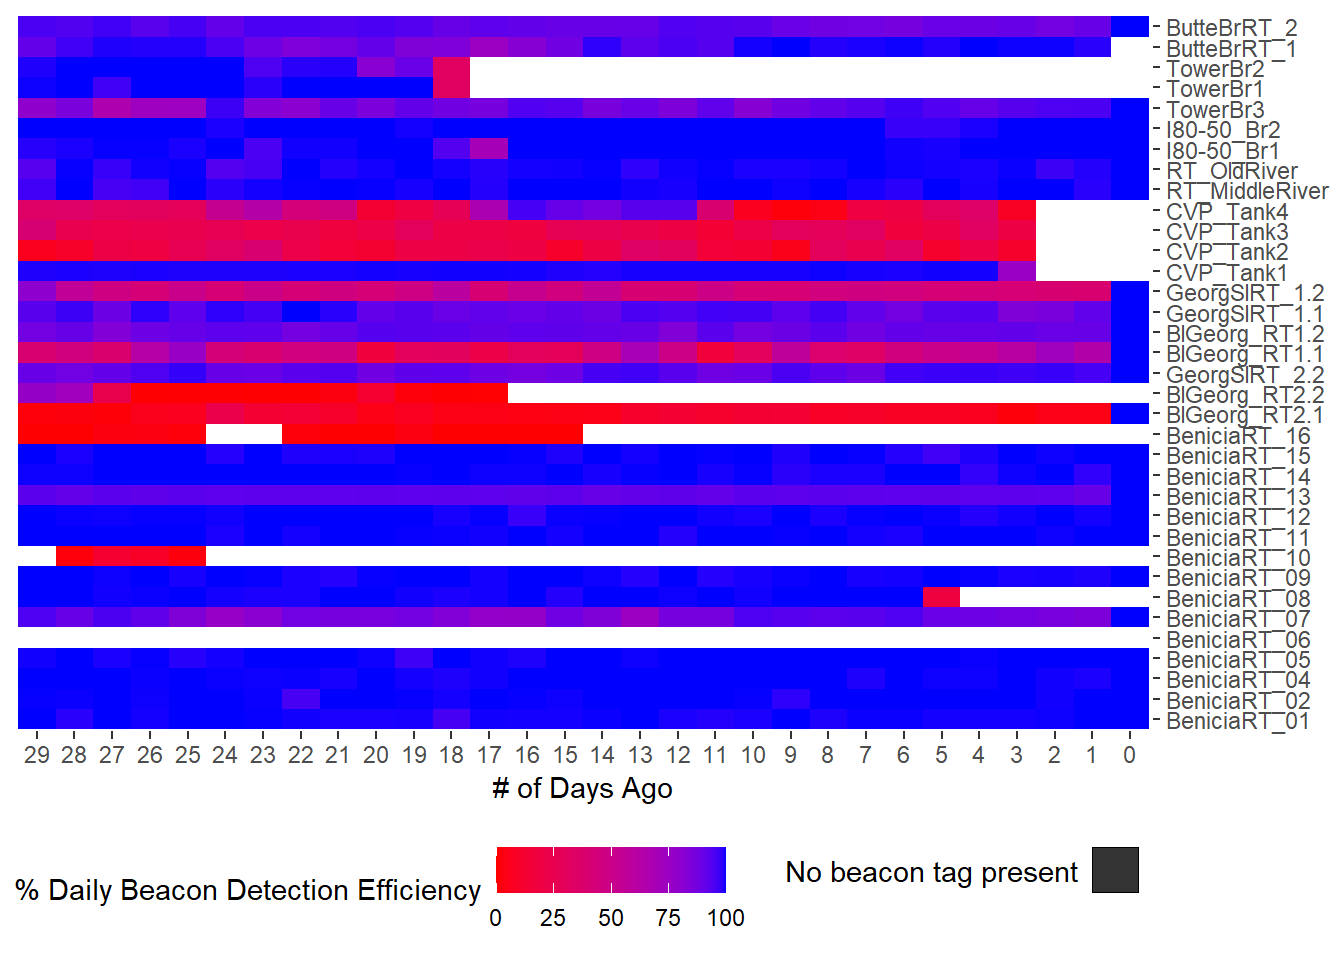 ButteBrRT_2
ButteBrRT_1
TowerBr2
TowerBr1
TowerBr3
I80-50_Br2
I80-50_Br1
RT_OldRiver
RT_MiddleRiver
CVP_Tank4
CVP_Tank3
CVP_Tank2
CVP_Tank1
GeorgSlRT_1.2
GeorgSlRT_1.1
BlGeorg_RT1.2
BlGeorg_RT1.1
GeorgSlRT_2.2
BlGeorg_RT2.2
BlGeorg_RT2.1
BeniciaRT_16
BeniciaRT_15
BeniciaRT_14
BeniciaRT_13
BeniciaRT_12
BeniciaRT_11
BeniciaRT_10
BeniciaRT_09
BeniciaRT_08
BeniciaRT_07
BeniciaRT_06
BeniciaRT_05
BeniciaRT_04
BeniciaRT_02
BeniciaRT_01
29 28 27 26 25 24 23 22 21 20 19 18 17 16 15 14 13 12 11 10 9 8 7 6 5 4 3 2 1 0
# of Days Ago
% Daily Beacon Detection Efficiency
0 25 50 75 100
No beacon tag present